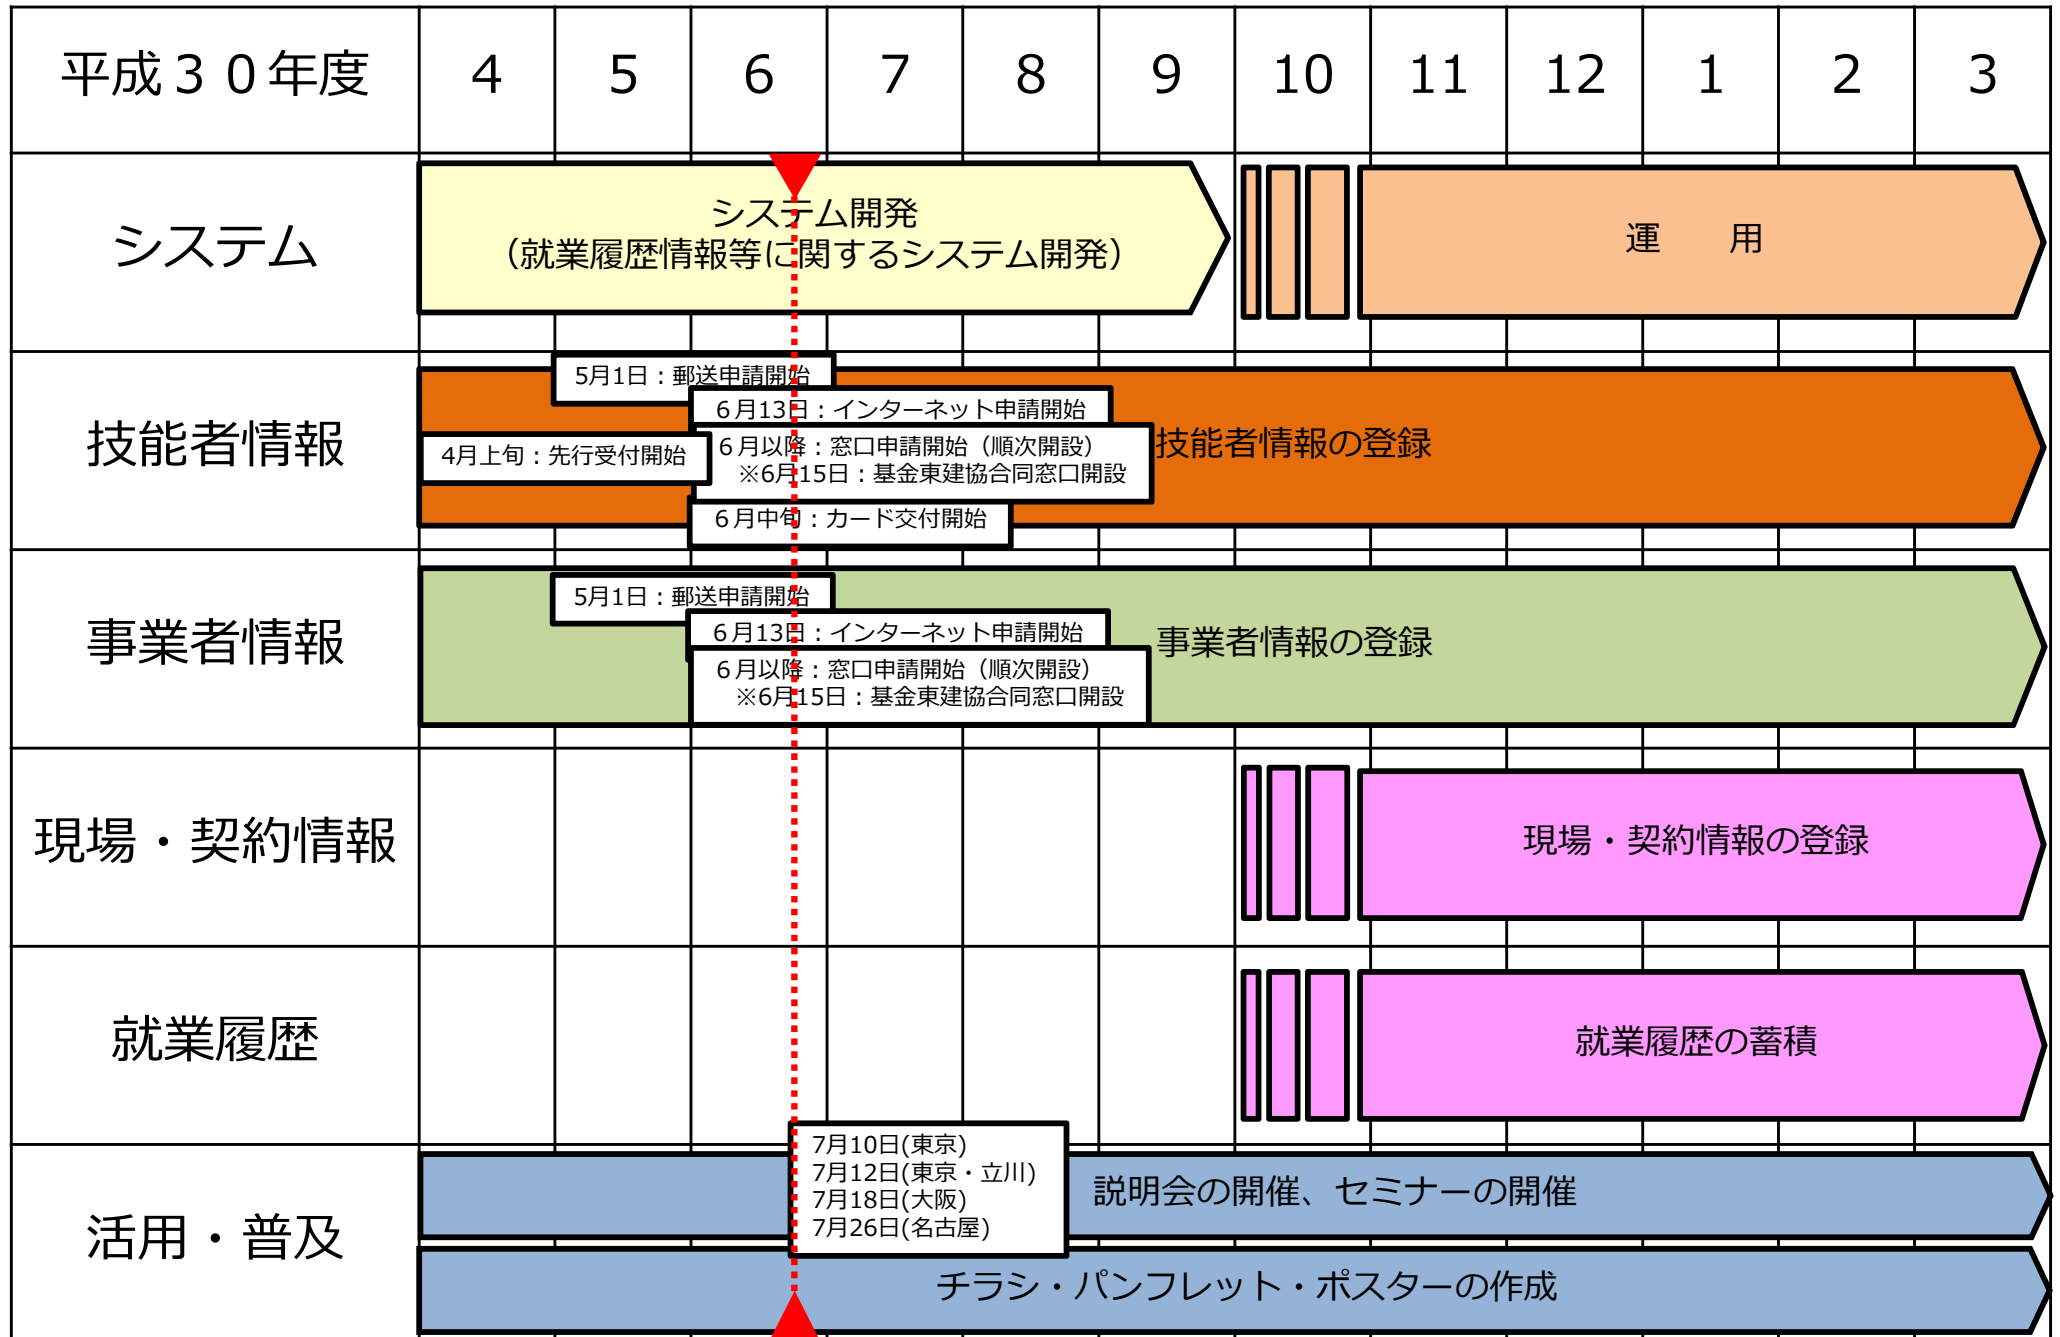 平成３０年度 4 5 6 7 8 9 10 11 12 1 2 3
システム
システム開発
（就業履歴情報等に関するシステム開発）
運　　用
技能者情報
5月1日：郵送申請開始
６月13日：インターネット申請開始
６月以降：窓口申請開始（順次開設）
※6月15日：基金東建協合同窓口開設
4月上旬：先行受付開始
６月中旬：カード交付開始
技能者情報の登録
事業者情報
5月1日：郵送申請開始
６月13日：インターネット申請開始
６月以降：窓口申請開始（順次開設）
※6月15日：基金東建協合同窓口開設
事業者情報の登録
現場・契約情報
現場・契約情報の登録
就業履歴
就業履歴の蓄積
活用・普及
7月10日(東京)
7月12日(東京・立川)
7月18日(大阪)
7月26日(名古屋)
説明会の開催、セミナーの開催
チラシ・パンフレット・ポスターの作成